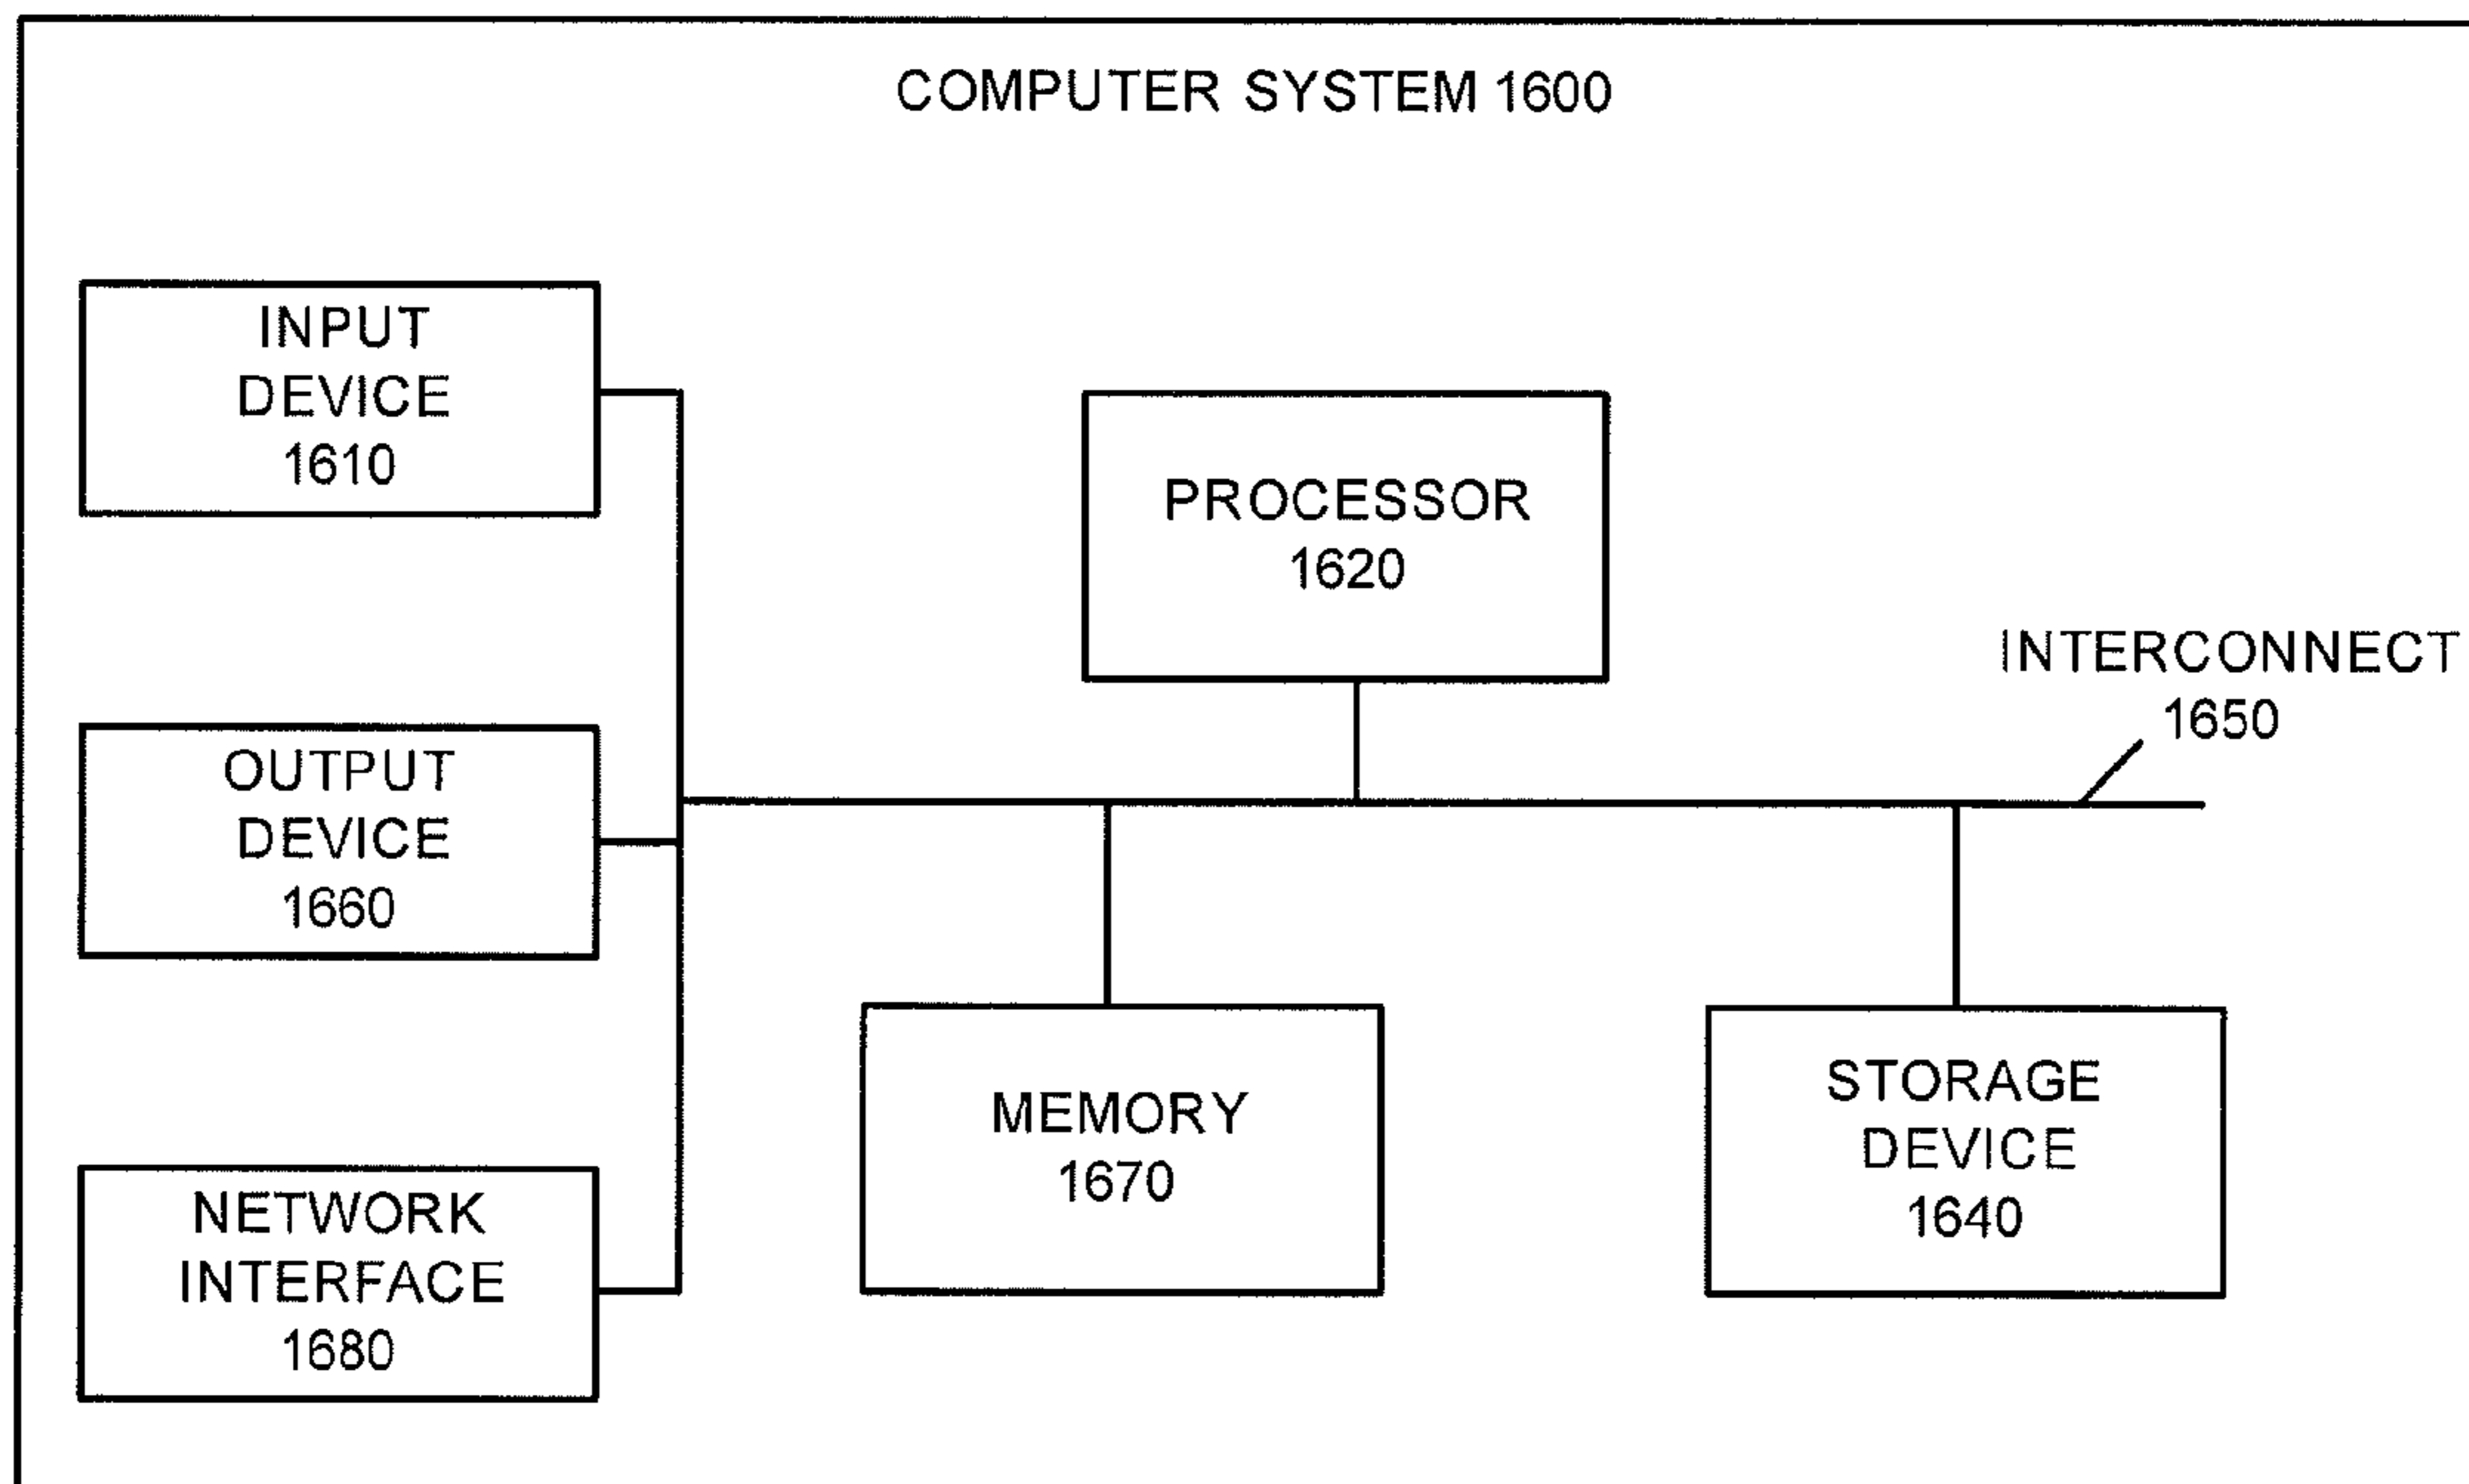 COMPUTER SYSTEM 1600
INPUT
DEVICE
1610
PROCESSOR
1620
INTERCONNECT
1650
OUTPUT
DEVICE
1660
MEMORY
1670
STORAGE
DEVICE
1640
NETWORK
INTERFACE
1680